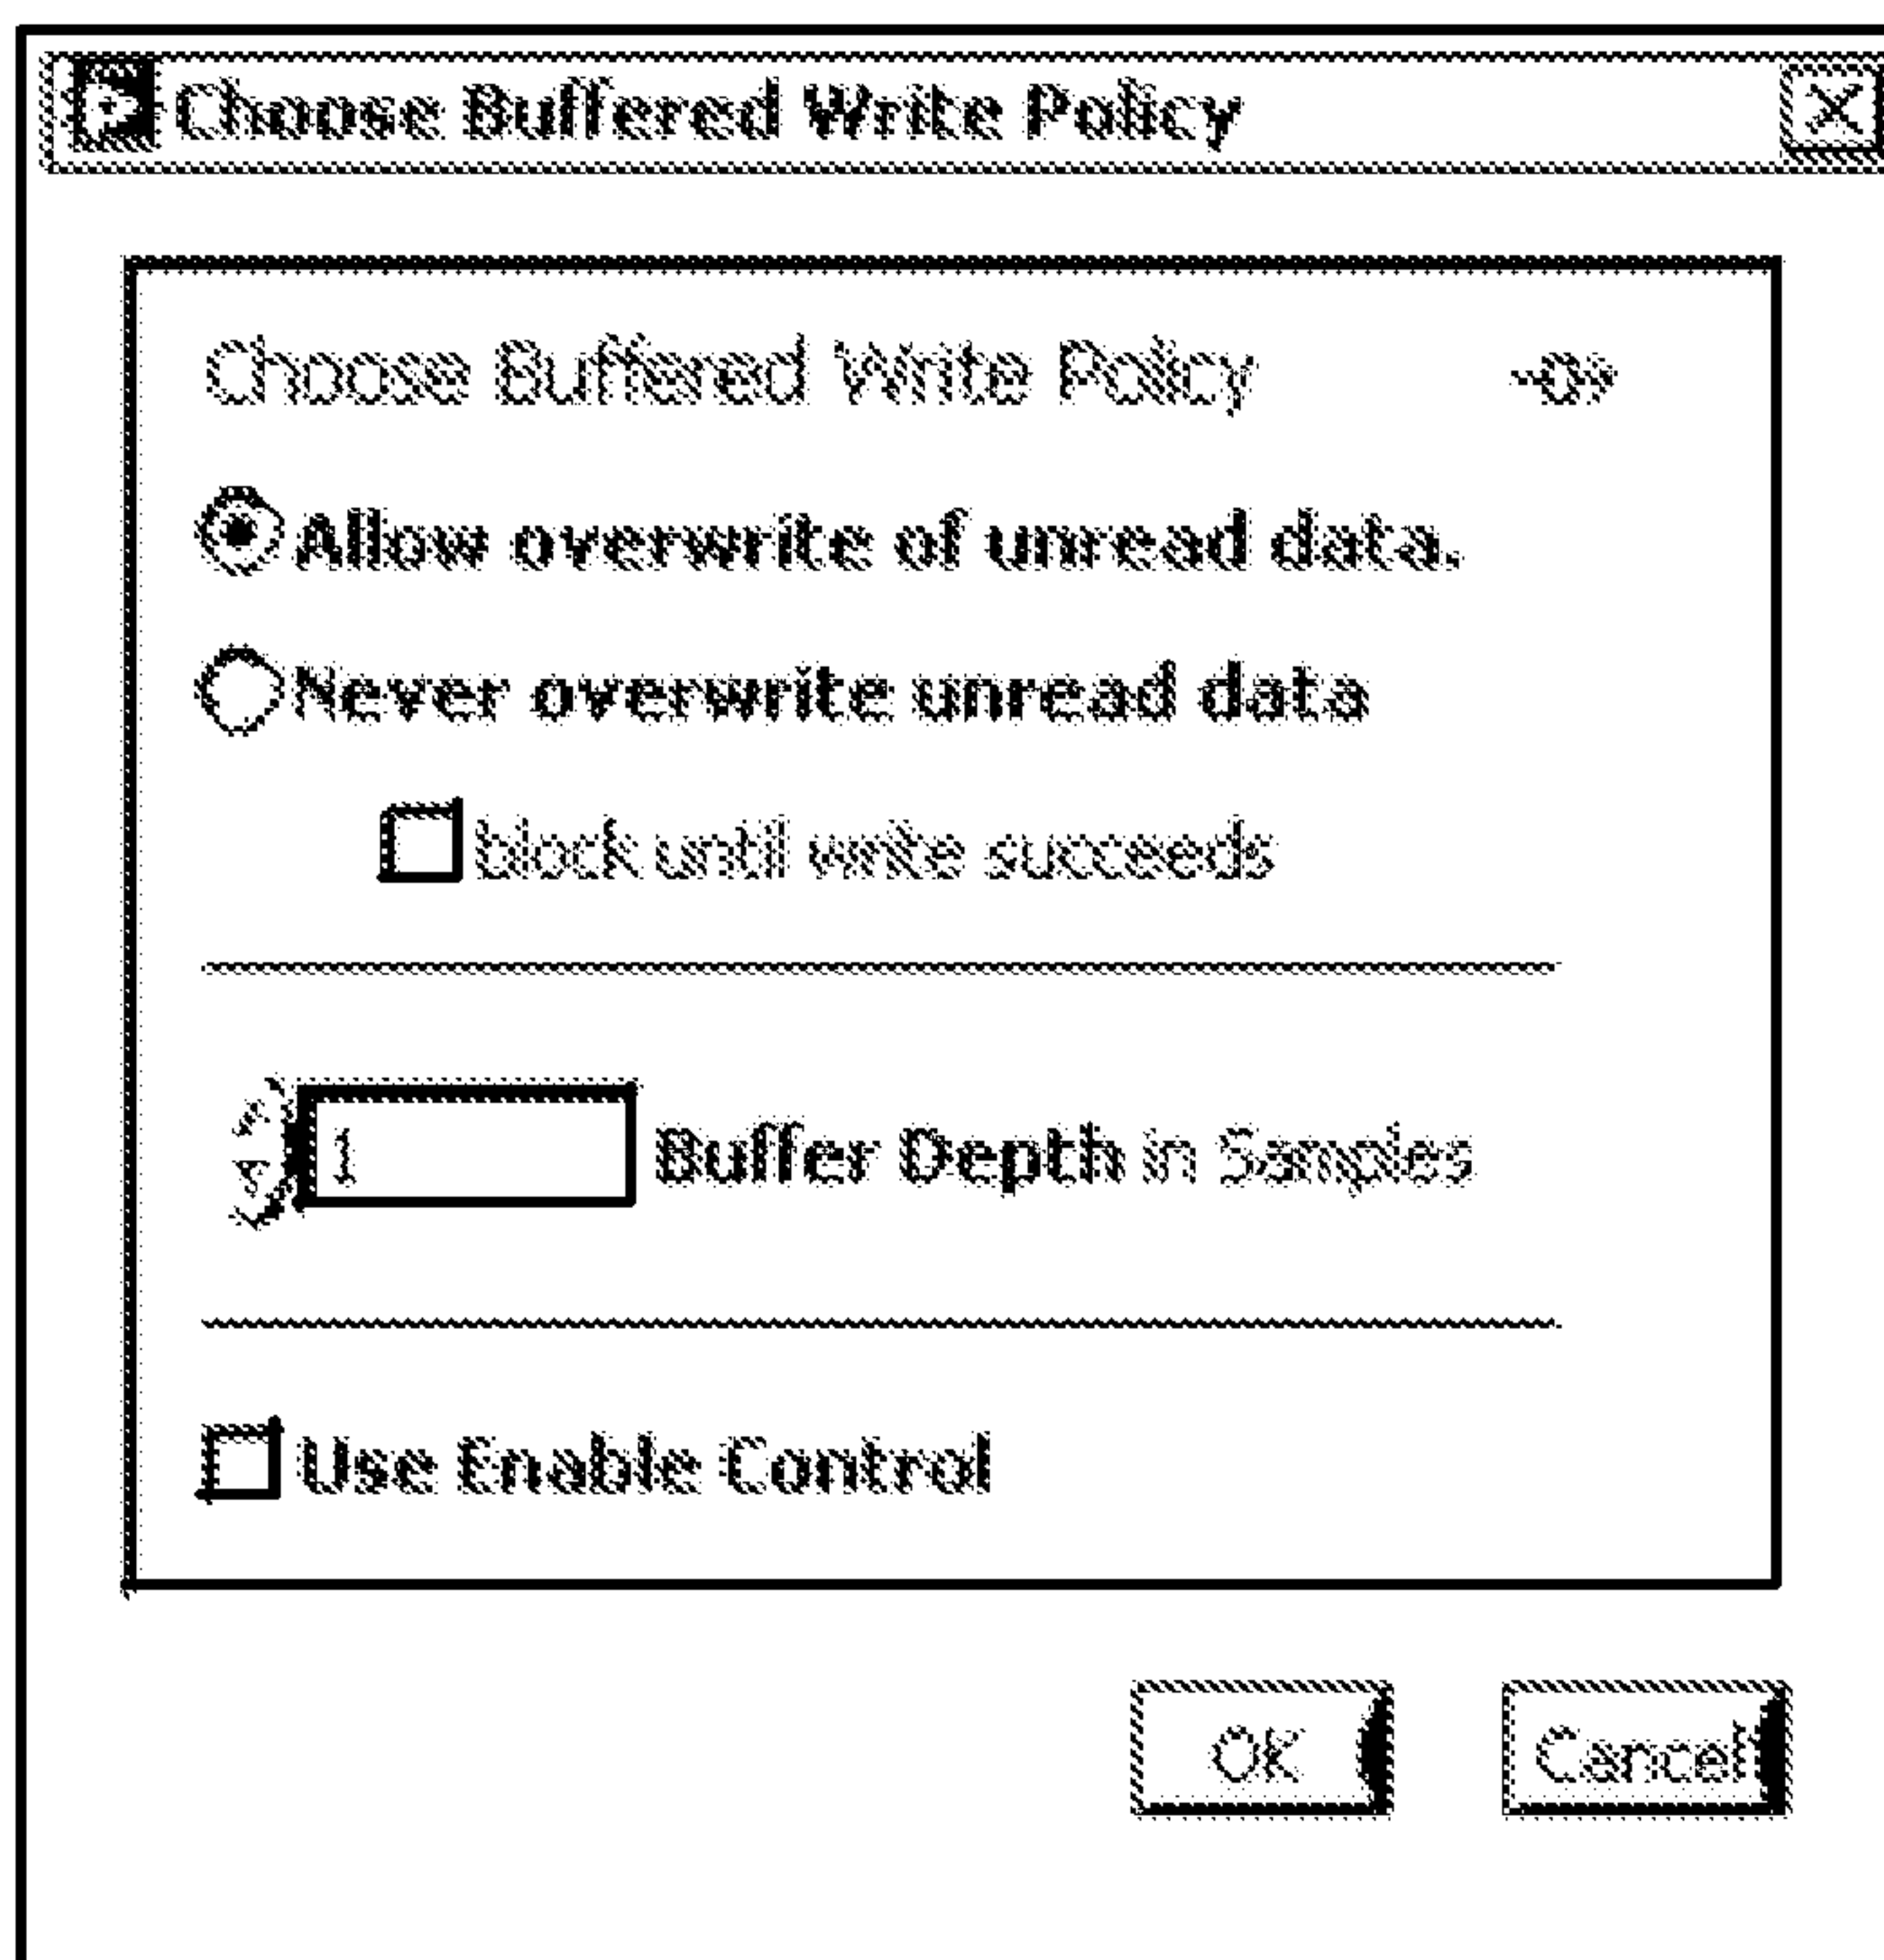 Choose Buffered Write Policy
Choose Buffered Write Policy
Allow overwrite of unread data.
Never overwrite unread data
block until write succeeds
1 Buffer Depth in Samples
Use Enable Control
OK Cancel